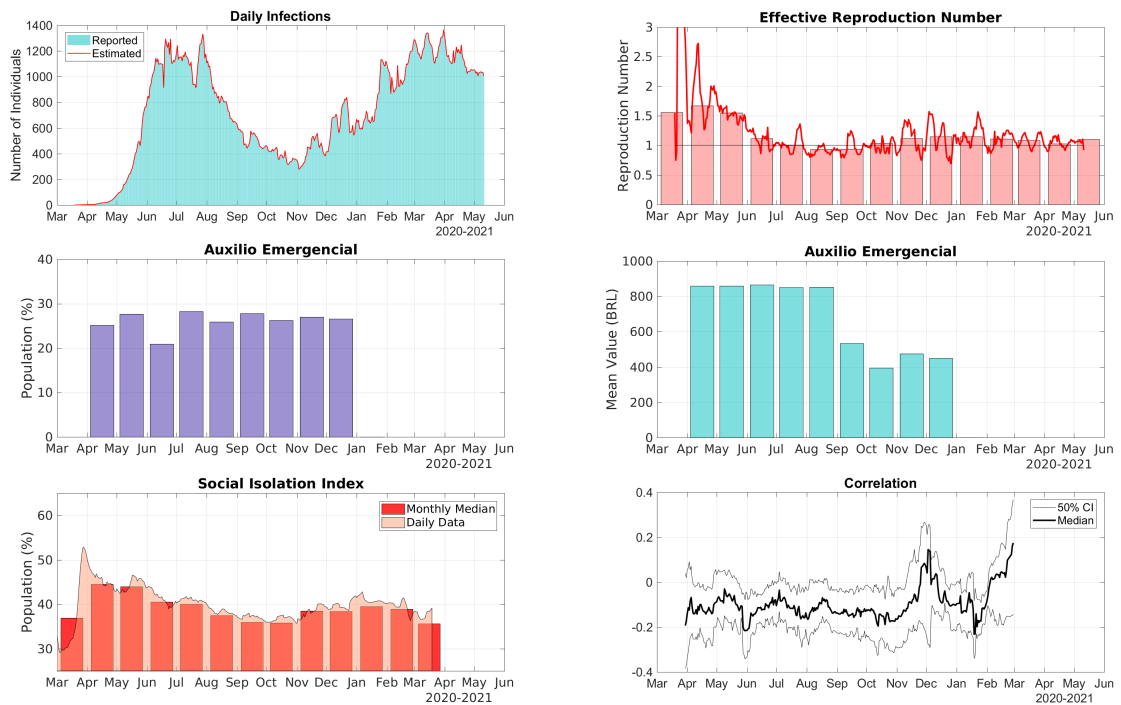 Daily Infections
Number of Individuals
1400
1200
1000
800
600
400
200
0
Reported
Estimated
Mar Apr May Jun Jul Aug Sep Oct Nov Dec Jan Feb Mar Apr May Jun
2020-2021
Effective Reproduction Number
Reproduction Number
3
2.5
2
1.5
1
0.5
0
Mar Apr May Jun Jul Aug Sep Oct Nov Dec Jan Feb Mar Apr May Jun
2020-2021
Auxilio Emergencial
Population (%)
40
30
20
10
0
Mar Apr May Jun Jul Aug Sep Oct Nov Dec Jan Feb Mar Apr May Jun
2020-2021
Auxilio Emergencial
Mean Value (BRL)
1000
800
600
400
200
0
Mar Apr May Jun Jul Aug Sep Oct Nov Dec Jan Feb Mar Apr May Jun
2020-2021
Social Isolation Index
Population (%)
60
50
40
30
Monthly Median
Daily Data
Mar Apr May Jun Jul Aug Sep Oct Nov Dec Jan Feb Mar Apr May Jun
2020-2021
Correlation
0.4
0.2
0
-0.2
-0.4
50% CI
Median
Mar Apr May Jun Jul Aug Sep Oct Nov Dec Jan Feb Mar Apr May Jun
2020-2021